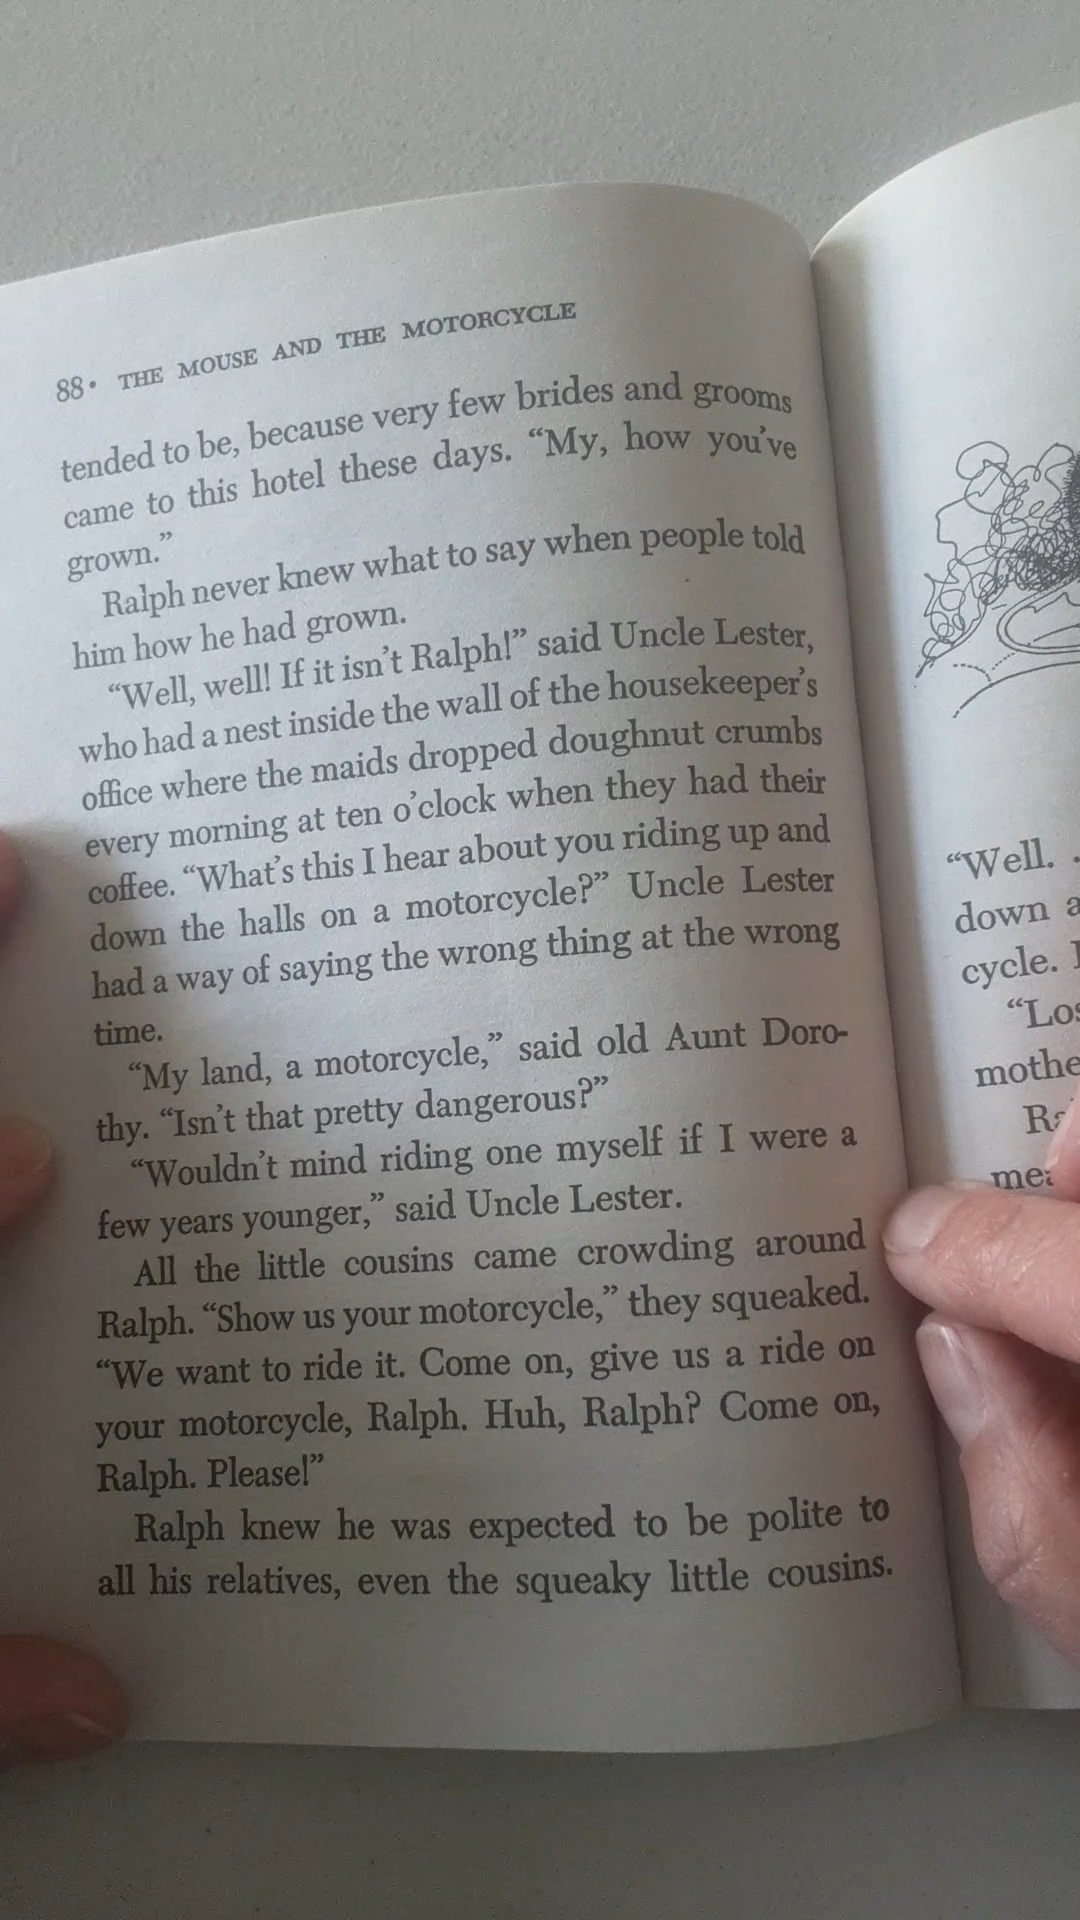 88• THE MOUSE AND THE MOTORCYCLE
tended to be, because very few brides and grooms
came to this hotel these days. “My, how you’ve
grown.”
Ralph never knew what to say when people told
him how he had grown.
“Well, well! If it isn’t Ralph!” said Uncle Lester,
who had a nest inside the wall of the housekeeper’s
office where the maids dropped doughnut crumbs
every morning at ten o’clock when they had their
coffee. “What’s this I hear about you riding up and
down the halls on a motorcycle?” Uncle Lester
had a way of saying the wrong thing at the wrong
time.
“My land, a motorcycle,” said old Aunt Doro-
thy. “Isn’t that pretty dangerous?”
“Wouldn’t mind riding one myself if I were a
few years younger,” said Uncle Lester.
All the little cousins came crowding around
Ralph. “Show us your motorcycle,” they squeaked.
“We want to ride it. Come on, give us a ride on
your motorcycle, Ralph. Huh, Ralph? Come on,
Ralph. Please!”
Ralph knew he was expected to be polite to
all his relatives, even the squeaky little cousins.
“Well. .
down
cycle.